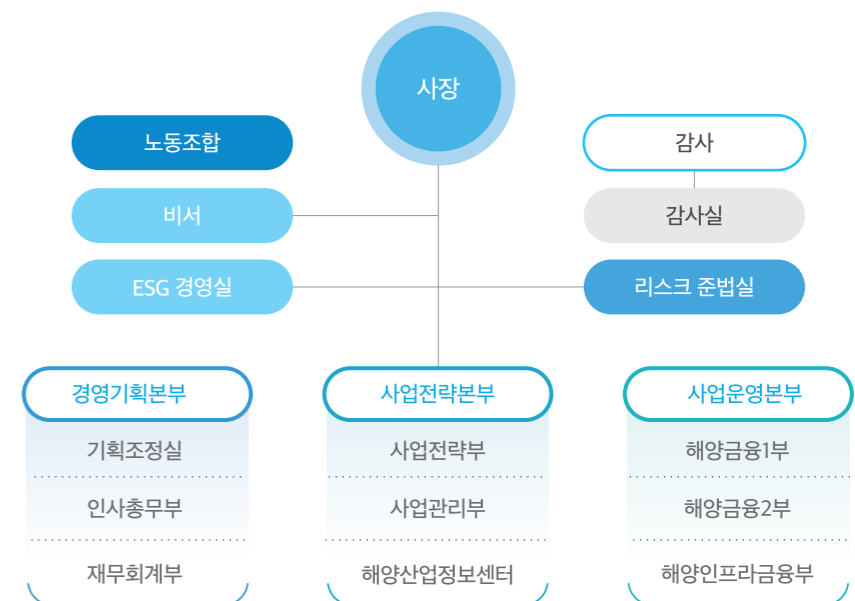 사장
노동조합
감사
비서
감사실
ESG 경영실
리스크 준법실
경영기획본부
사업전략본부
사업운영본부
기획조정실
사업전략부
해양금융1부
인사총무부
사업관리부
해양금융2부
재무회계부
해양산업정보센터
해양인프라금융부